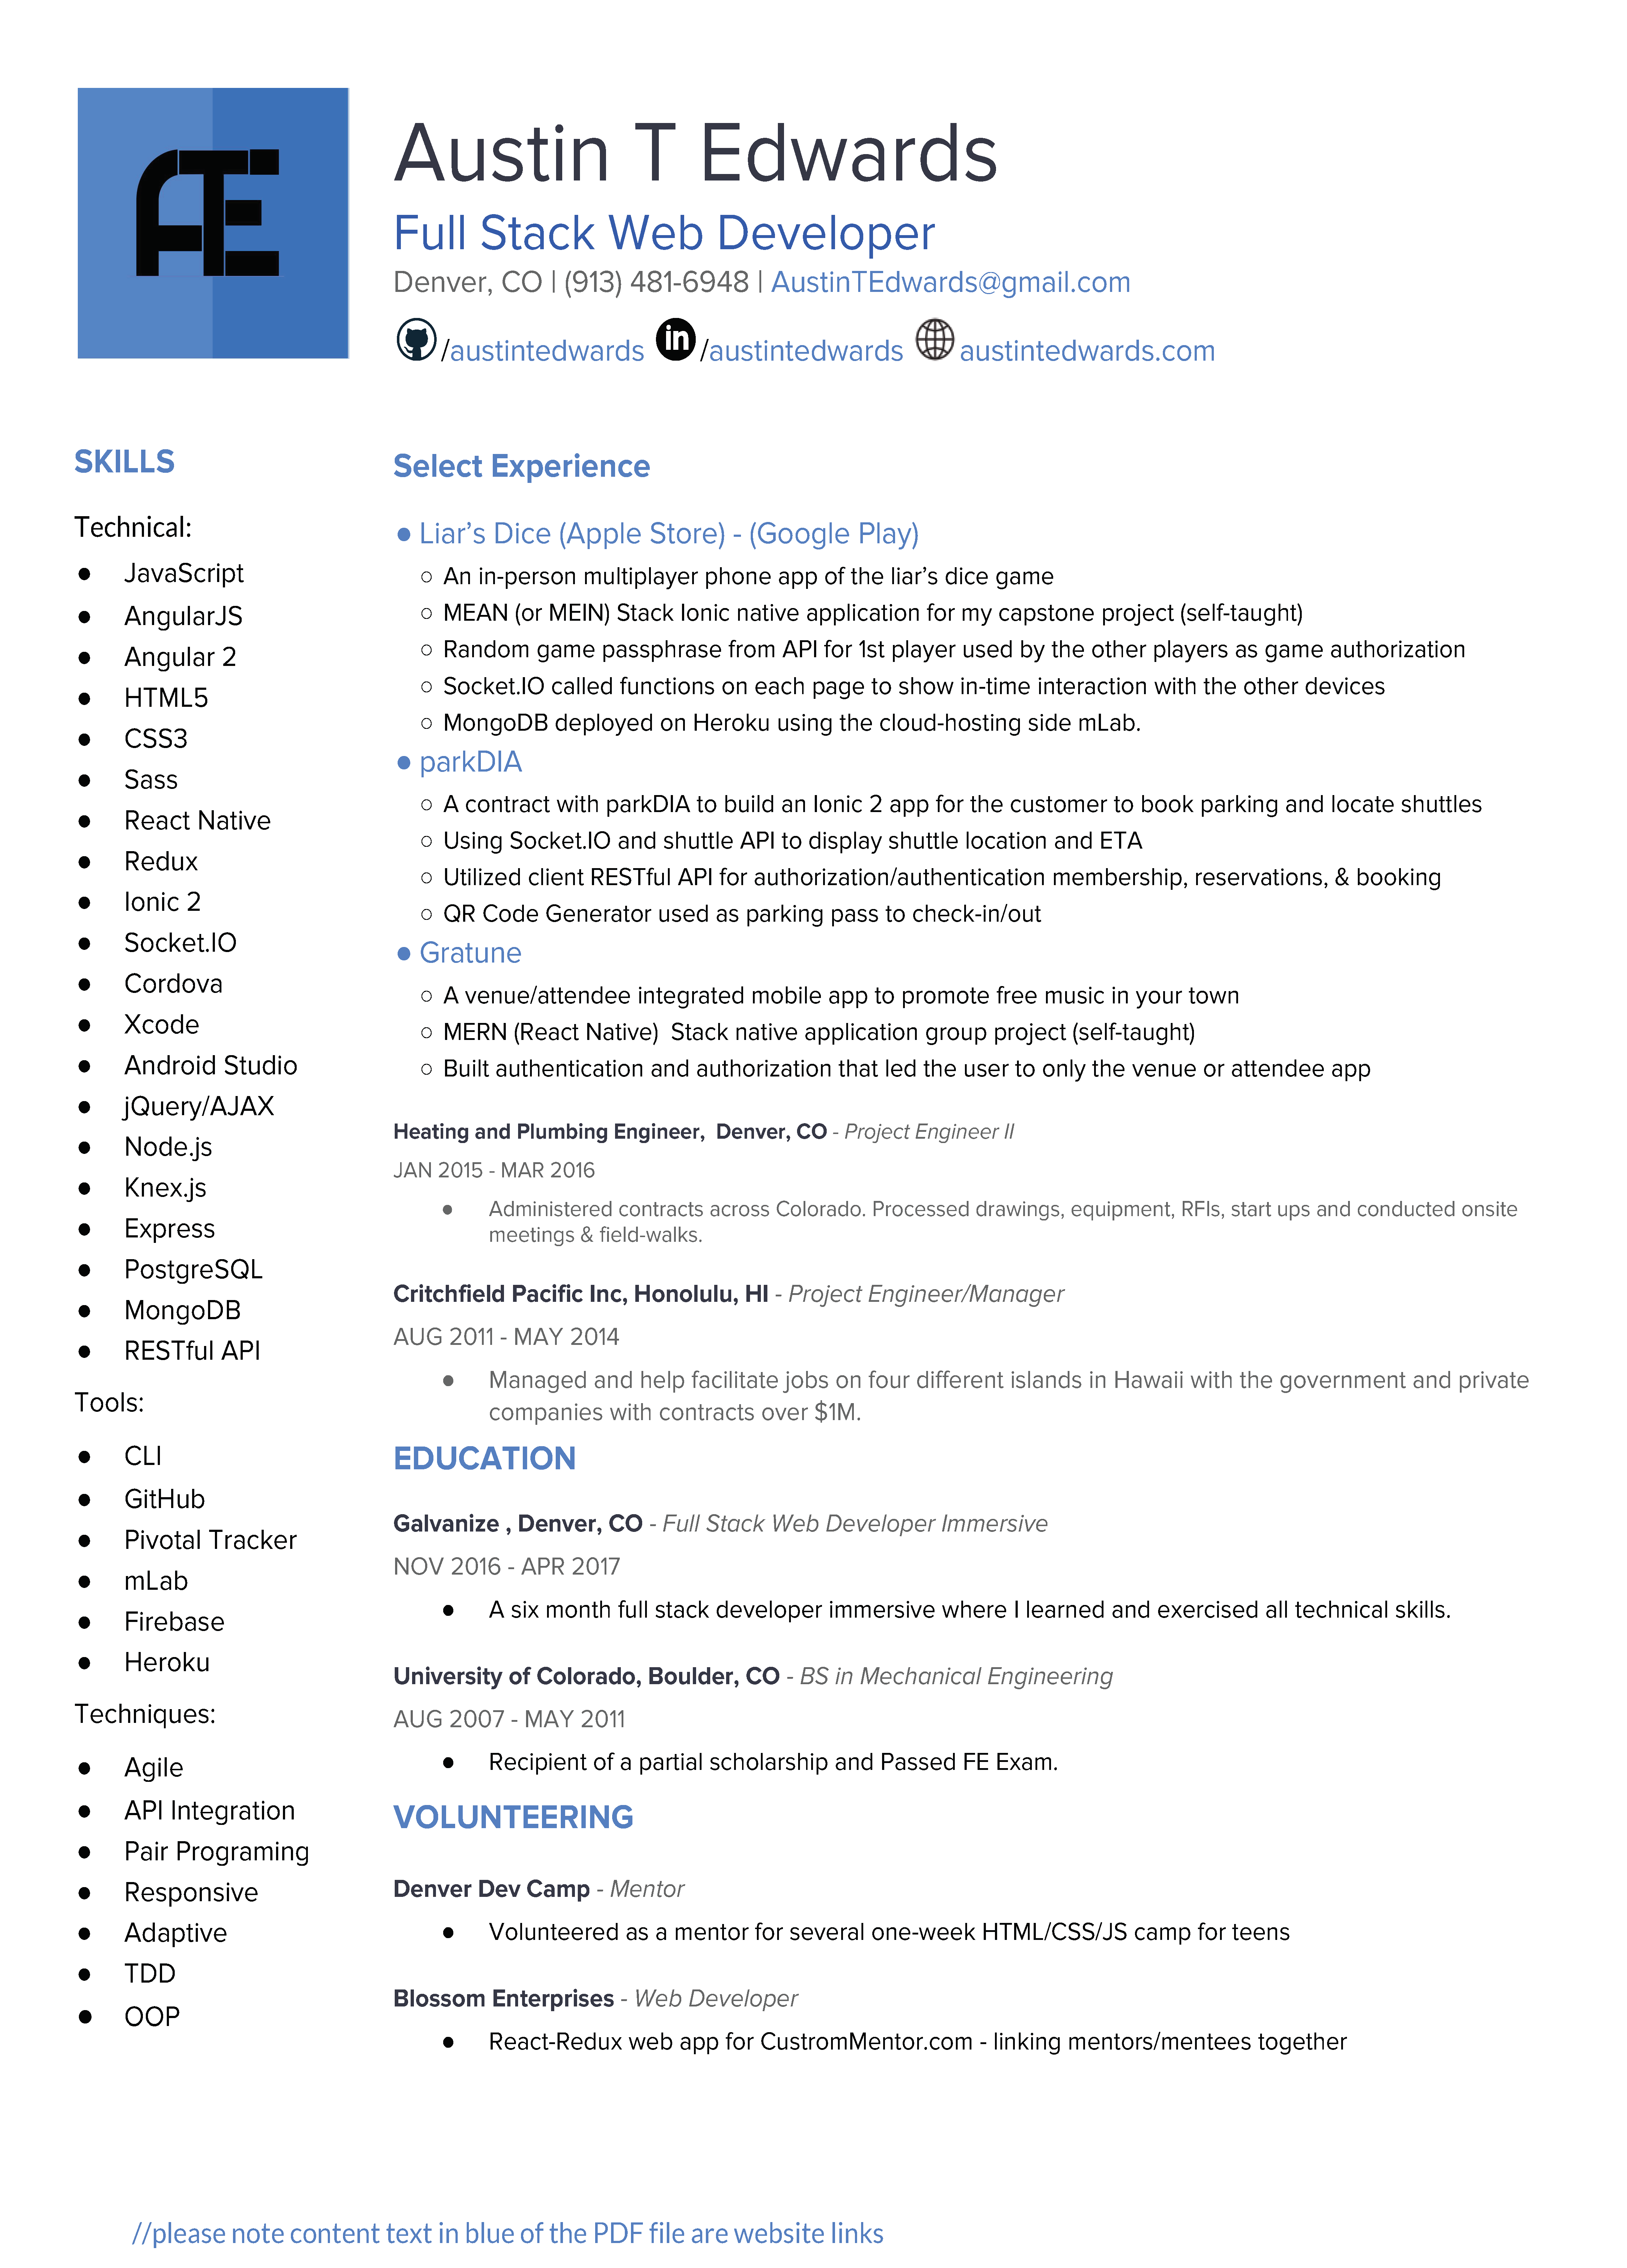 ATE
Austin T Edwards
Full Stack Web Developer
Denver, CO | (913) 481-6948 | AustinTEdwards@gmail.com
/austintedwards in /austintedwards austintedwards.com
SKILLS
Technical:
● JavaScript
● AngularJS
● Angular 2
● HTML5
● CSS3
● Sass
● React Native
● Redux
● Ionic 2
● Socket.IO
● Cordova
● Xcode
● Android Studio
● jQuery/AJAX
● Node.js
● Knex.js
● Express
● PostgreSQL
● MongoDB
● RESTful API
Tools:
● CLI
● GitHub
● Pivotal Tracker
● mLab
● Firebase
● Heroku
Techniques:
● Agile
● API Integration
● Pair Programing
● Responsive
● Adaptive
● TDD
● OOP
Select Experience
● Liar’s Dice (Apple Store) - (Google Play)
○ An in-person multiplayer phone app of the liar’s dice game
○ MEAN (or MEIN) Stack Ionic native application for my capstone project (self-taught)
○ Random game passphrase from API for 1st player used by the other players as game authorization
○ Socket.IO called functions on each page to show in-time interaction with the other devices
○ MongoDB deployed on Heroku using the cloud-hosting side mLab.
● parkDIA
○ A contract with parkDIA to build an Ionic 2 app for the customer to book parking and locate shuttles
○ Using Socket.IO and shuttle API to display shuttle location and ETA
○ Utilized client RESTful API for authorization/authentication membership, reservations, & booking
○ QR Code Generator used as parking pass to check-in/out
● Gratune
○ A venue/attendee integrated mobile app to promote free music in your town
○ MERN (React Native) Stack native application group project (self-taught)
○ Built authentication and authorization that led the user to only the venue or attendee app
Heating and Plumbing Engineer, Denver, CO - Project Engineer II
JAN 2015 - MAR 2016
● Administered contracts across Colorado. Processed drawings, equipment, RFIs, start ups and conducted onsite
meetings & field-walks.
Critchfield Pacific Inc, Honolulu, HI - Project Engineer/Manager
AUG 2011 - MAY 2014
● Managed and help facilitate jobs on four different islands in Hawaii with the government and private
companies with contracts over $1M.
EDUCATION
Galvanize , Denver, CO - Full Stack Web Developer Immersive
NOV 2016 - APR 2017
● A six month full stack developer immersive where I learned and exercised all technical skills.
University of Colorado, Boulder, CO - BS in Mechanical Engineering
AUG 2007 - MAY 2011
● Recipient of a partial scholarship and Passed FE Exam.
VOLUNTEERING
Denver Dev Camp - Mentor
● Volunteered as a mentor for several one-week HTML/CSS/JS camp for teens
Blossom Enterprises - Web Developer
● React-Redux web app for CustromMentor.com - linking mentors/mentees together
//please note content text in blue of the PDF file are website links